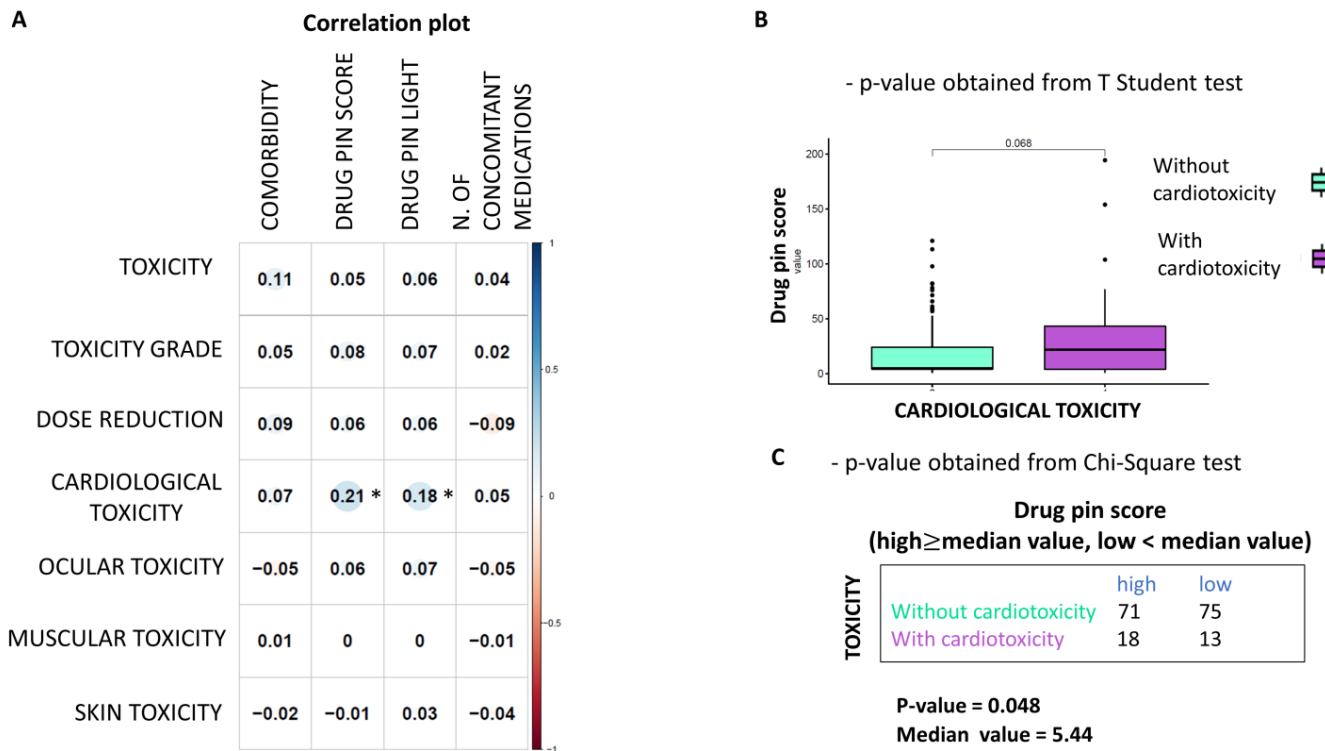 A
Correlation plot
COMORBIDITY
DRUG PIN SCORE
DRUG PIN LIGHT
N. OF
CONCOMITANT
MEDICATIONS
TOXICITY 0.11 0.05 0.06 0.04
TOXICITY GRADE 0.05 0.08 0.07 0.02
DOSE REDUCTION 0.09 0.06 0.06 −0.09
CARDIOLOGICAL
TOXICITY 0.07 0.21 * 0.18 * 0.05
OCULAR TOXICITY −0.05 0.06 0.07 −0.05
MUSCULAR TOXICITY 0.01 0 0 −0.01
SKIN TOXICITY −0.02 −0.01 0.03 −0.04
1
0.5
0
−0.5
−1
B
- p-value obtained from T Student test
0.068
200
150
100
50
0
Drug pin score
value
Without
cardiotoxicity
With
cardiotoxicity
CARDIOLOGICAL TOXICITY
C
- p-value obtained from Chi-Square test
Drug pin score
(high≥median value, low < median value)
TOXICITY
high low
Without cardiotoxicity 71 75
With cardiotoxicity 18 13
P-value = 0.048
Median value = 5.44